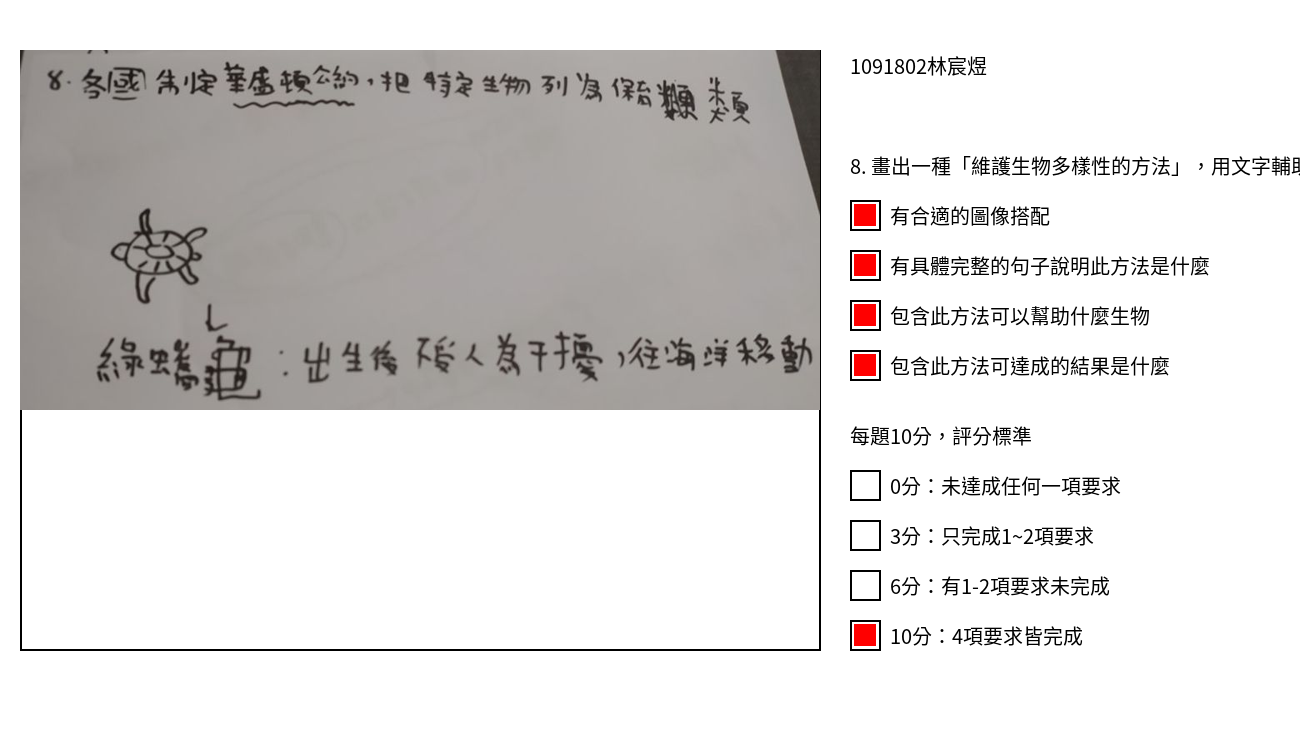 8. 各國制定華盛頓公約,把特定生物列為保育類
綠蠵龜:出生後不受人為干擾,往海洋移動
1091802林宸煜
8. 畫出一種「維護生物多樣性的方法」,用文字輔
有合適的圖像搭配
有具體完整的句子說明此方法是什麼
包含此方法可以幫助什麼生物
包含此方法可達成的結果是什麼
每題10分,評分標準
0分:未達成任何一項要求
3分:只完成1~2項要求
6分:有1-2項要求未完成
10分:4項要求皆完成